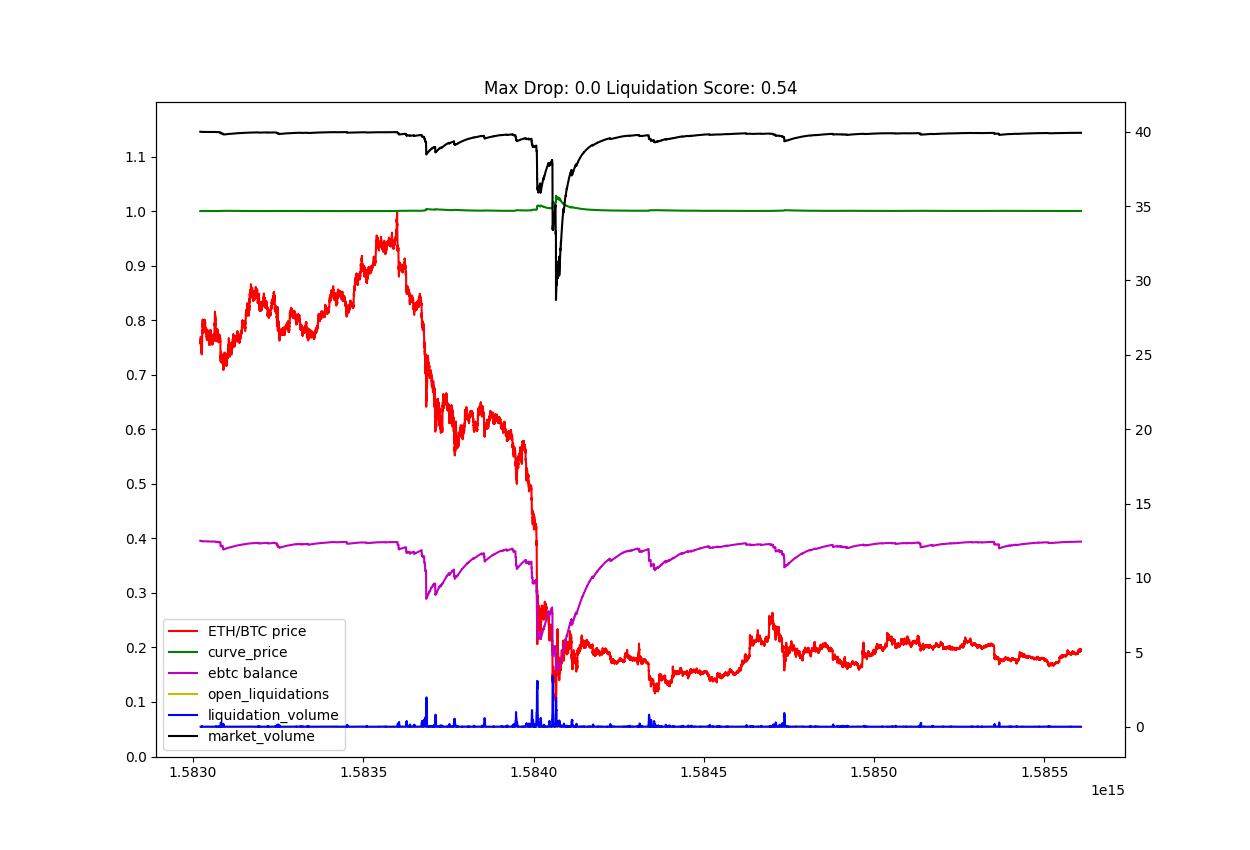 Max Drop: 0.0 Liquidation Score: 0.54
1.1
1.0
0.9
0.8
0.7
0.6
0.5
0.4
0.3
0.2
0.1
0.0
40
35
30
25
20
15
10
5
0
ETH/BTC price
curve_price
ebtc balance
open_liquidations
liquidation_volume
market_volume
1.5830 1.5835 1.5840 1.5845 1.5850 1.5855
1e15